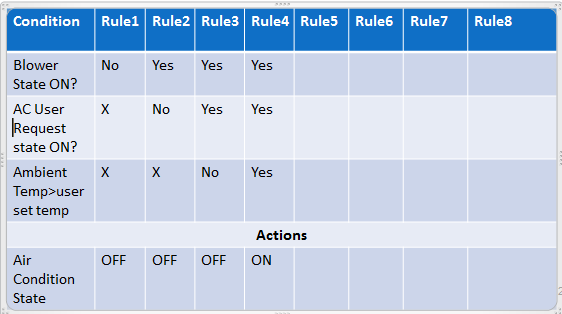 Condition Rule1 Rule2 Rule3 Rule4 Rule5 Rule6 Rule7 Rule8
Blower No Yes Yes Yes
State ON?
AC User X No Yes Yes
Request
state ON?
Ambient X X No Yes
Temp>user
set temp
Actions
Air OFF OFF OFF ON
Condition
State